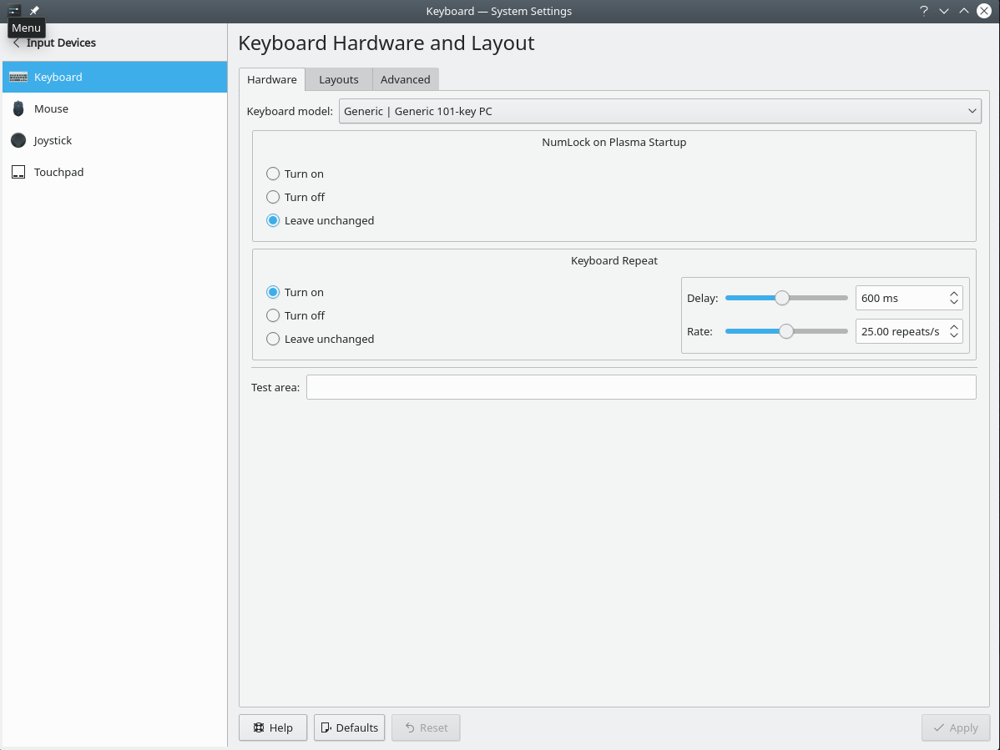 Keyboard — System Settings
Menu
Input Devices
Keyboard
Mouse
Joystick
Touchpad
Keyboard Hardware and Layout
Hardware Layouts Advanced
Keyboard model: Generic | Generic 101-key PC
NumLock on Plasma Startup
Turn on
Turn off
Leave unchanged
Keyboard Repeat
Turn on
Turn off
Leave unchanged
Delay: 600 ms
Rate: 25.00 repeats/s
Test area:
Help Defaults Reset Apply